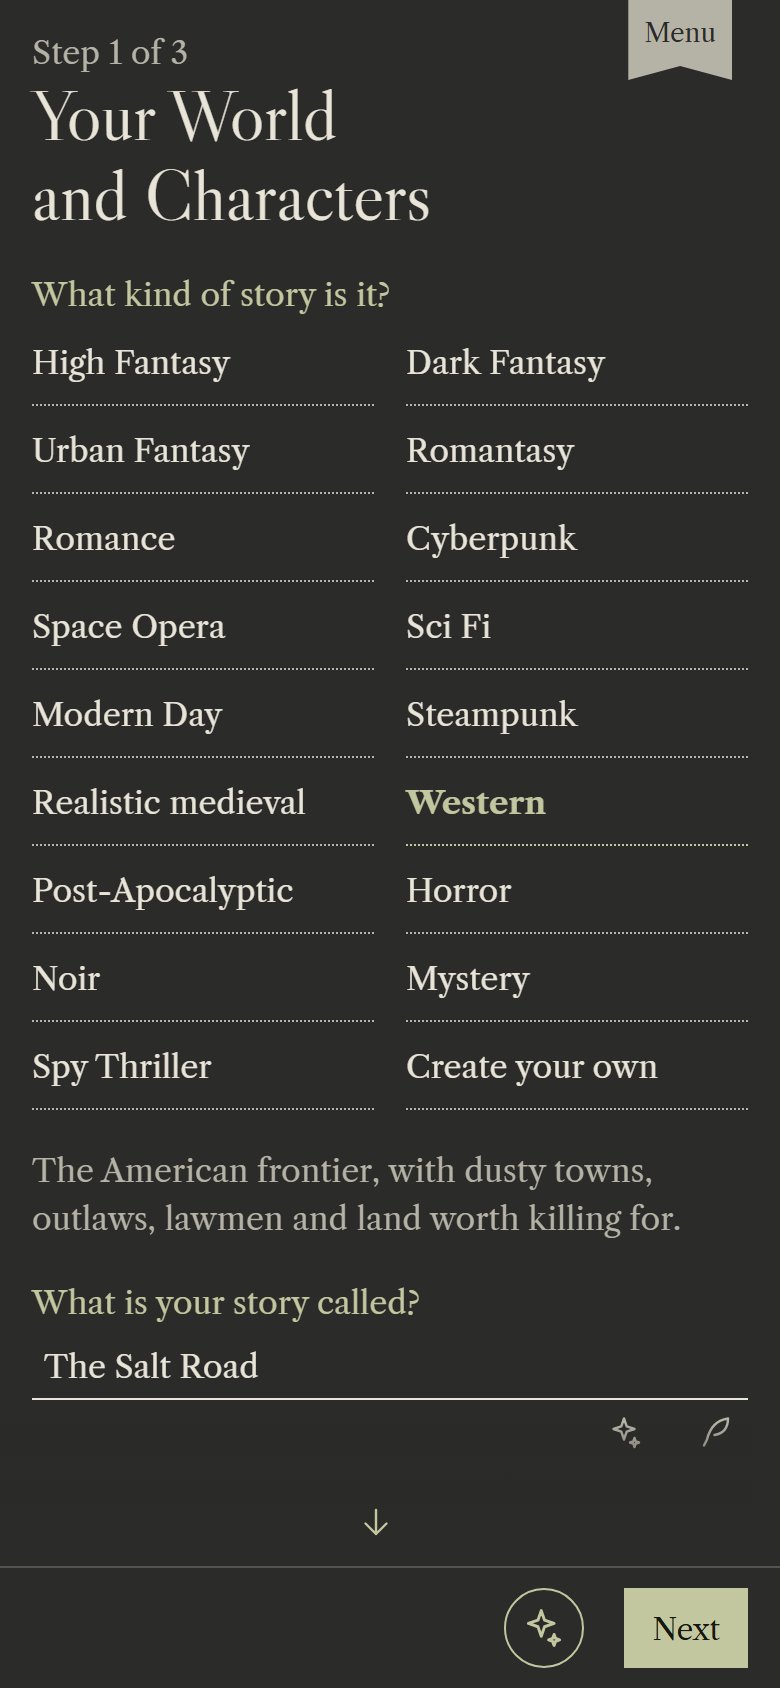 Menu
Step 1 of 3
Your World
and Characters
What kind of story is it?
High Fantasy
Dark Fantasy
Urban Fantasy
Romantasy
Romance
Cyberpunk
Space Opera
Sci Fi
Modern Day
Steampunk
Realistic medieval
Western
Post-Apocalyptic
Horror
Noir
Mystery
Spy Thriller
Create your own
The American frontier, with dusty towns,
outlaws, lawmen and land worth killing for.
What is your story called?
The Salt Road
Next